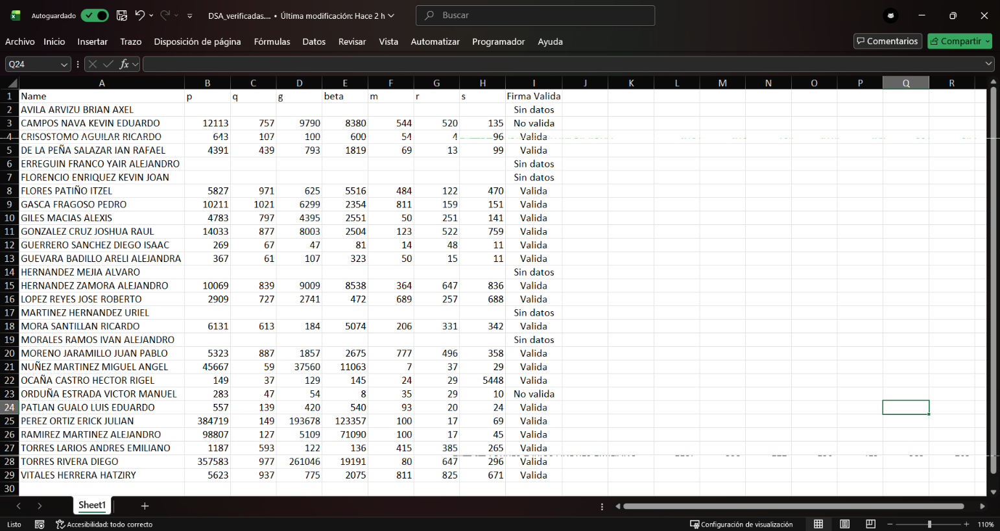 Autoguardado DSA_verificadas.... • Última modificación: Hace 2 h Buscar
Archivo Inicio Insertar Trazo Disposición de página Fórmulas Datos Revisar Vista Automatizar Programador Ayuda Comentarios Compartir
Q24 fx
A B C D E F G H I J K L M N O P Q R
1 Name p q g beta m r s Firma Valida
2 AVILA ARVIZU BRIAN AXEL Sin datos
3 CAMPOS NAVA KEVIN EDUARDO 12113 757 9790 8380 544 520 135 No valida
4 CRISOSTOMO AGUILAR RICARDO 643 107 100 600 54 4 96 Valida
5 DE LA PEÑA SALAZAR IAN RAFAEL 4391 439 793 1819 69 13 99 Valida
6 ERREGUIN FRANCO YAIR ALEJANDRO Sin datos
7 FLORENCIO ENRIQUEZ KEVIN JOAN Sin datos
8 FLORES PATIÑO ITZEL 5827 971 625 5516 484 122 470 Valida
9 GASCA FRAGOSO PEDRO 10211 1021 6299 2354 811 159 151 Valida
10 GILES MACIAS ALEXIS 4783 797 4395 2551 50 251 141 Valida
11 GONZALEZ CRUZ JOSHUA RAUL 14033 877 8003 2504 123 522 759 Valida
12 GUERRERO SANCHEZ DIEGO ISAAC 269 67 47 81 14 48 11 Valida
13 GUEVARA BADILLO ARELI ALEJANDRA 367 61 107 323 50 15 11 Valida
14 HERNANDEZ MEJIA ALVARO Sin datos
15 HERNANDEZ ZAMORA ALEJANDRO 10069 839 9009 8538 364 647 836 Valida
16 LOPEZ REYES JOSE ROBERTO 2909 727 2741 472 689 257 688 Valida
17 MARTINEZ HERNANDEZ URIEL Sin datos
18 MORA SANTILLAN RICARDO 6131 613 184 5074 206 331 342 Valida
19 MORALES RAMOS IVAN ALEJANDRO Sin datos
20 MORENO JARAMILLO JUAN PABLO 5323 887 1857 2675 777 496 358 Valida
21 NUÑEZ MARTINEZ MIGUEL ANGEL 45667 59 37560 11063 7 37 29 Valida
22 OCAÑA CASTRO HECTOR RIGEL 149 37 129 145 24 29 5448 Valida
23 ORDUÑA ESTRADA VICTOR MANUEL 283 47 54 8 35 29 10 No valida
24 PATLAN GUALO LUIS EDUARDO 557 139 420 540 93 20 24 Valida
25 PEREZ ORTIZ ERICK JULIAN 384719 149 193678 123357 100 17 69 Valida
26 RAMIREZ MARTINEZ ALEJANDRO 98807 127 5109 71090 100 17 45 Valida
27 TORRES LARIOS ANDRES EMILIANO 1187 593 122 136 415 385 265 Valida
28 TORRES RIVERA DIEGO 357583 977 261046 19191 80 647 296 Valida
29 VITALES HERRERA HATZIRY 5623 937 775 2075 811 825 671 Valida
30
Sheet1
Listo Accesibilidad: todo correcto Configuración de visualización 110%